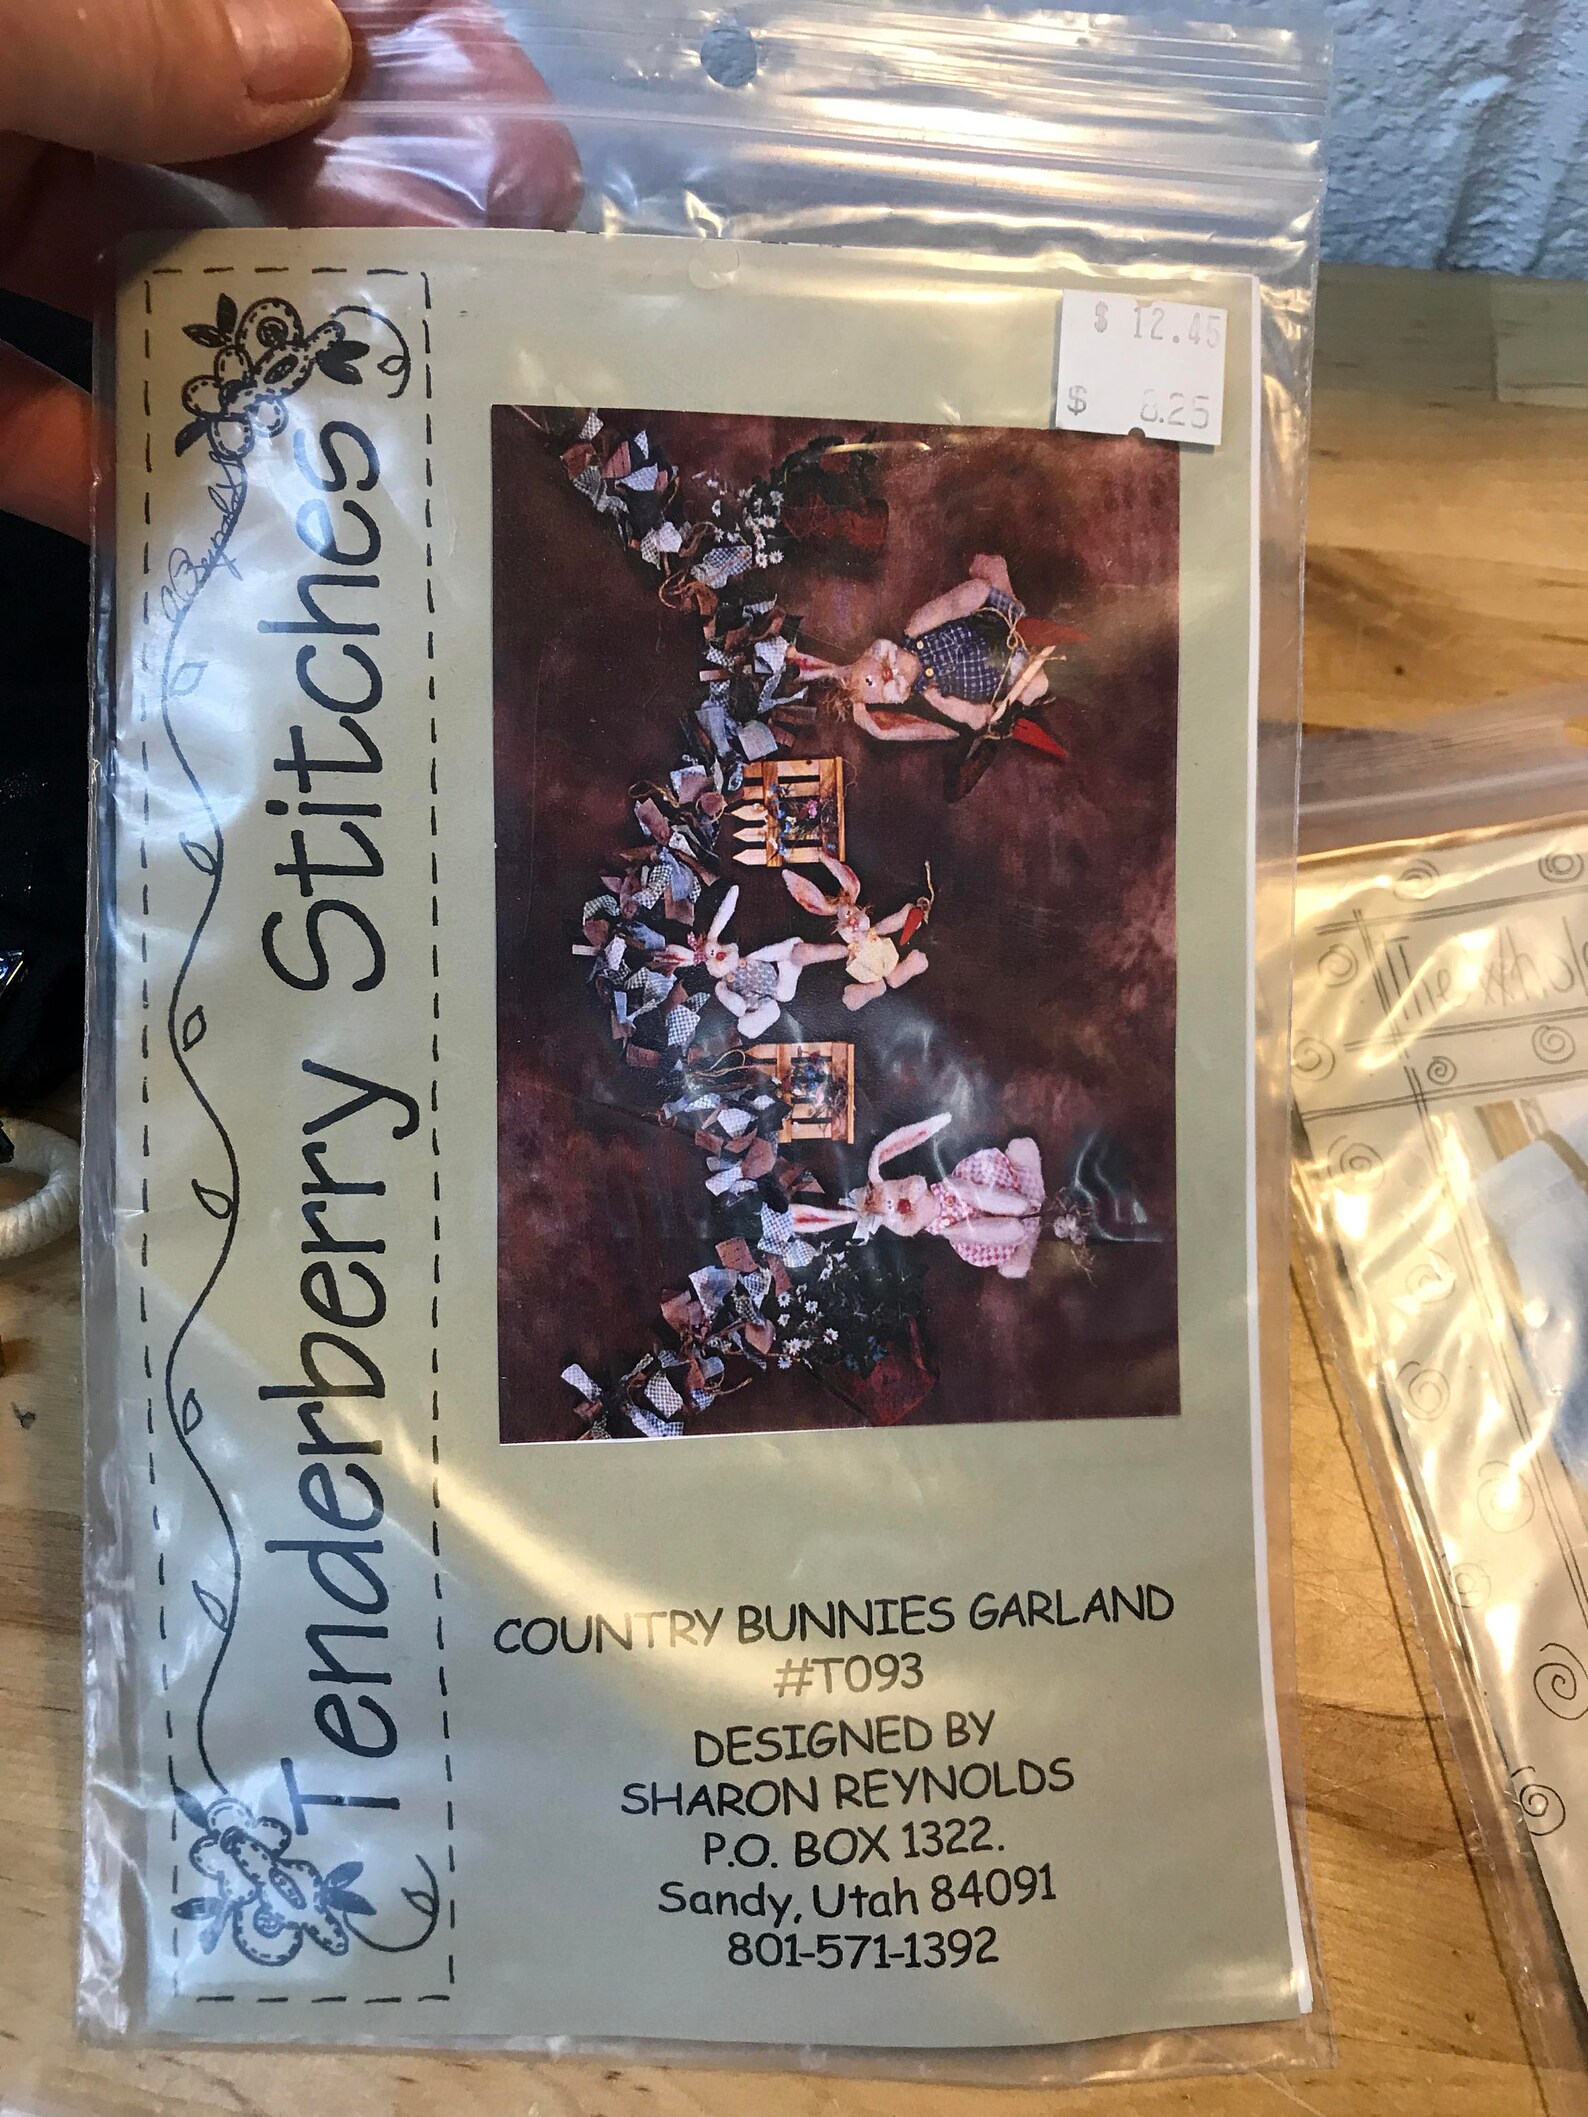 Tenderberry Stitches
$ 12.45
$ 8.25
COUNTRY BUNNIES GARLAND
#T093
DESIGNED BY
SHARON REYNOLDS
P.O. BOX 1322.
Sandy, Utah 84091
801-571-1392